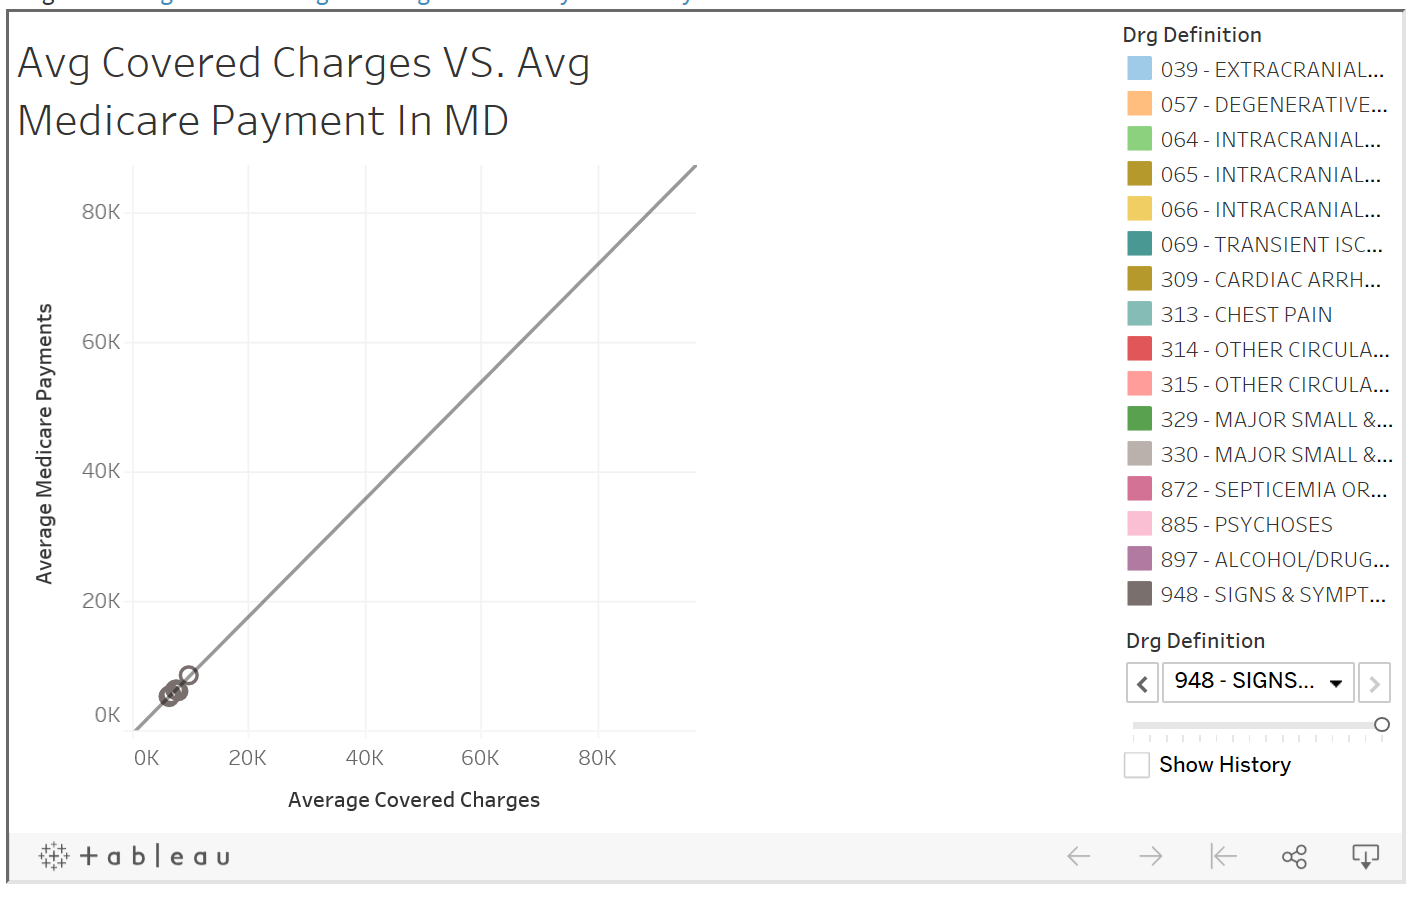 Avg Covered Charges VS. Avg
Medicare Payment In MD
80K
60K
40K
20K
0K
Average Medicare Payments
0K 20K 40K 60K 80K
Average Covered Charges
Drg Definition
039 - EXTRACRANIAL...
057 - DEGENERATIVE...
064 - INTRACRANIAL...
065 - INTRACRANIAL...
066 - INTRACRANIAL...
069 - TRANSIENT ISC...
309 - CARDIAC ARRH...
313 - CHEST PAIN
314 - OTHER CIRCULA...
315 - OTHER CIRCULA...
329 - MAJOR SMALL &...
330 - MAJOR SMALL &...
872 - SEPTICEMIA OR...
885 - PSYCHOSES
897 - ALCOHOL/DRUG...
948 - SIGNS & SYMPT...
Drg Definition
948 - SIGNS...
Show History
+ableau